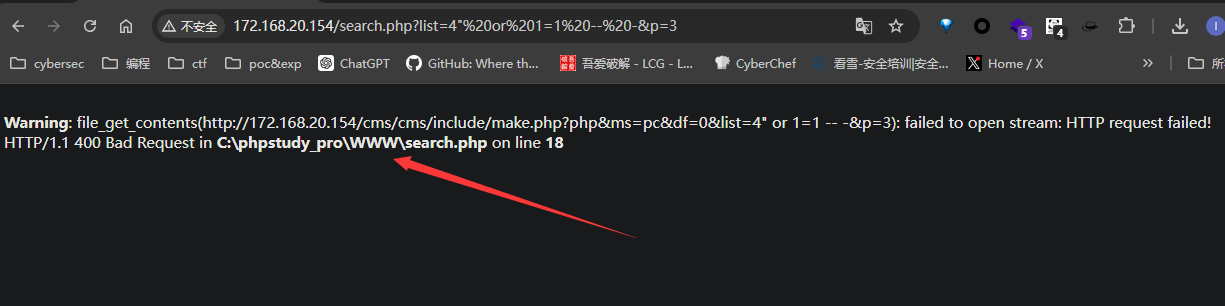 不安全 172.168.20.154/search.php?list=4"%20or%201=1%20--%20-&p=3 5 4 I
cybersec 编程 ctf poc&exp ChatGPT GitHub: Where th... 吾爱破解 - LCG - L... CyberChef 看雪-安全培训|安全... Home / X » 所
Warning: file_get_contents(http://172.168.20.154/cms/cms/include/make.php?php&ms=pc&df=0&list=4" or 1=1 -- -&p=3): failed to open stream: HTTP request failed!
HTTP/1.1 400 Bad Request in C:\phpstudy_pro\WWW\search.php on line 18